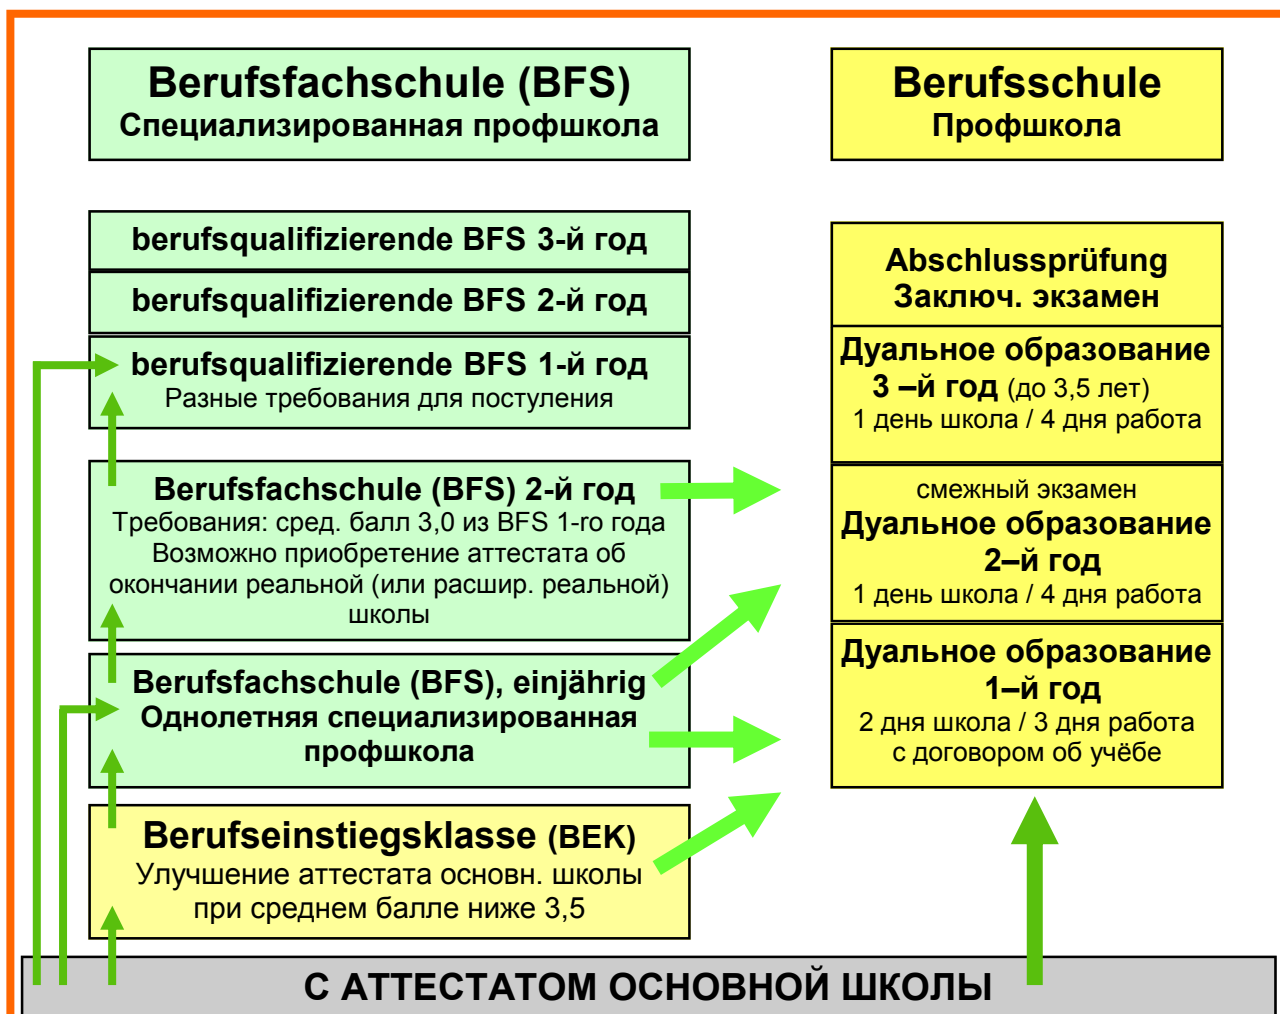 Berufsfachschule (BFS)
Специализированная профшкола
berufsqualifizierende BFS 3-й год
berufsqualifizierende BFS 2-й год
berufsqualifizierende BFS 1-й год
Разные требования для постуления
Berufsfachschule (BFS) 2-й год
Требования: сред. балл 3,0 из BFS 1-го года
Возможно приобретение аттестата об
окончании реальной (или расшир. реальной)
школы
Berufsfachschule (BFS), einjährig
Однолетняя специализированная
профшкола
Berufseinstiegsklasse (BEK)
Улучшение аттестата основн. школы
при среднем балле ниже 3,5
Berufsschule
Профшкола
Abschlussprüfung
Заключ. экзамен
Дуальное образование
3 –й год (до 3,5 лет)
1 день школа / 4 дня работа
смежный экзамен
Дуальное образование
2–й год
1 день школа / 4 дня работа
Дуальное образование
1–й год
2 дня школа / 3 дня работа
с договором об учёбе
С АТТЕСТАТОМ ОСНОВНОЙ ШКОЛЫ